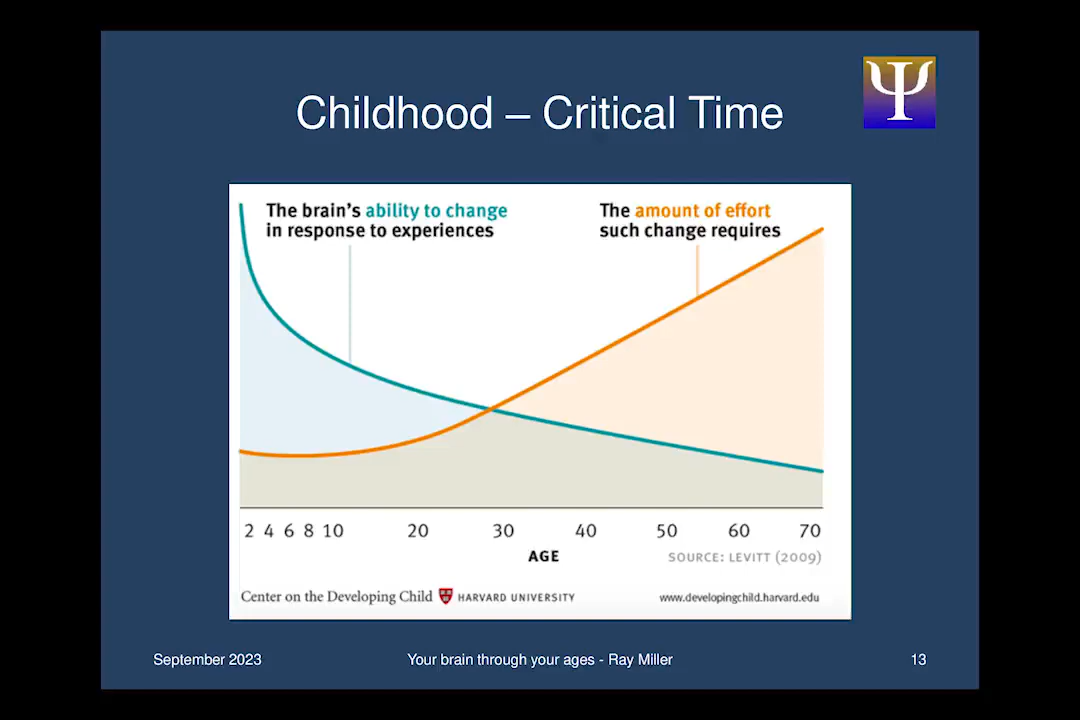 Childhood – Critical Time
Ψ
The brain's ability to change
in response to experiences
The amount of effort
such change requires
2 4 6 8 10 20 30 40 50 60 70
AGE
SOURCE: LEVITT (2009)
Center on the Developing Child HARVARD UNIVERSITY
www.developingchild.harvard.edu
September 2023
Your brain through your ages - Ray Miller
13